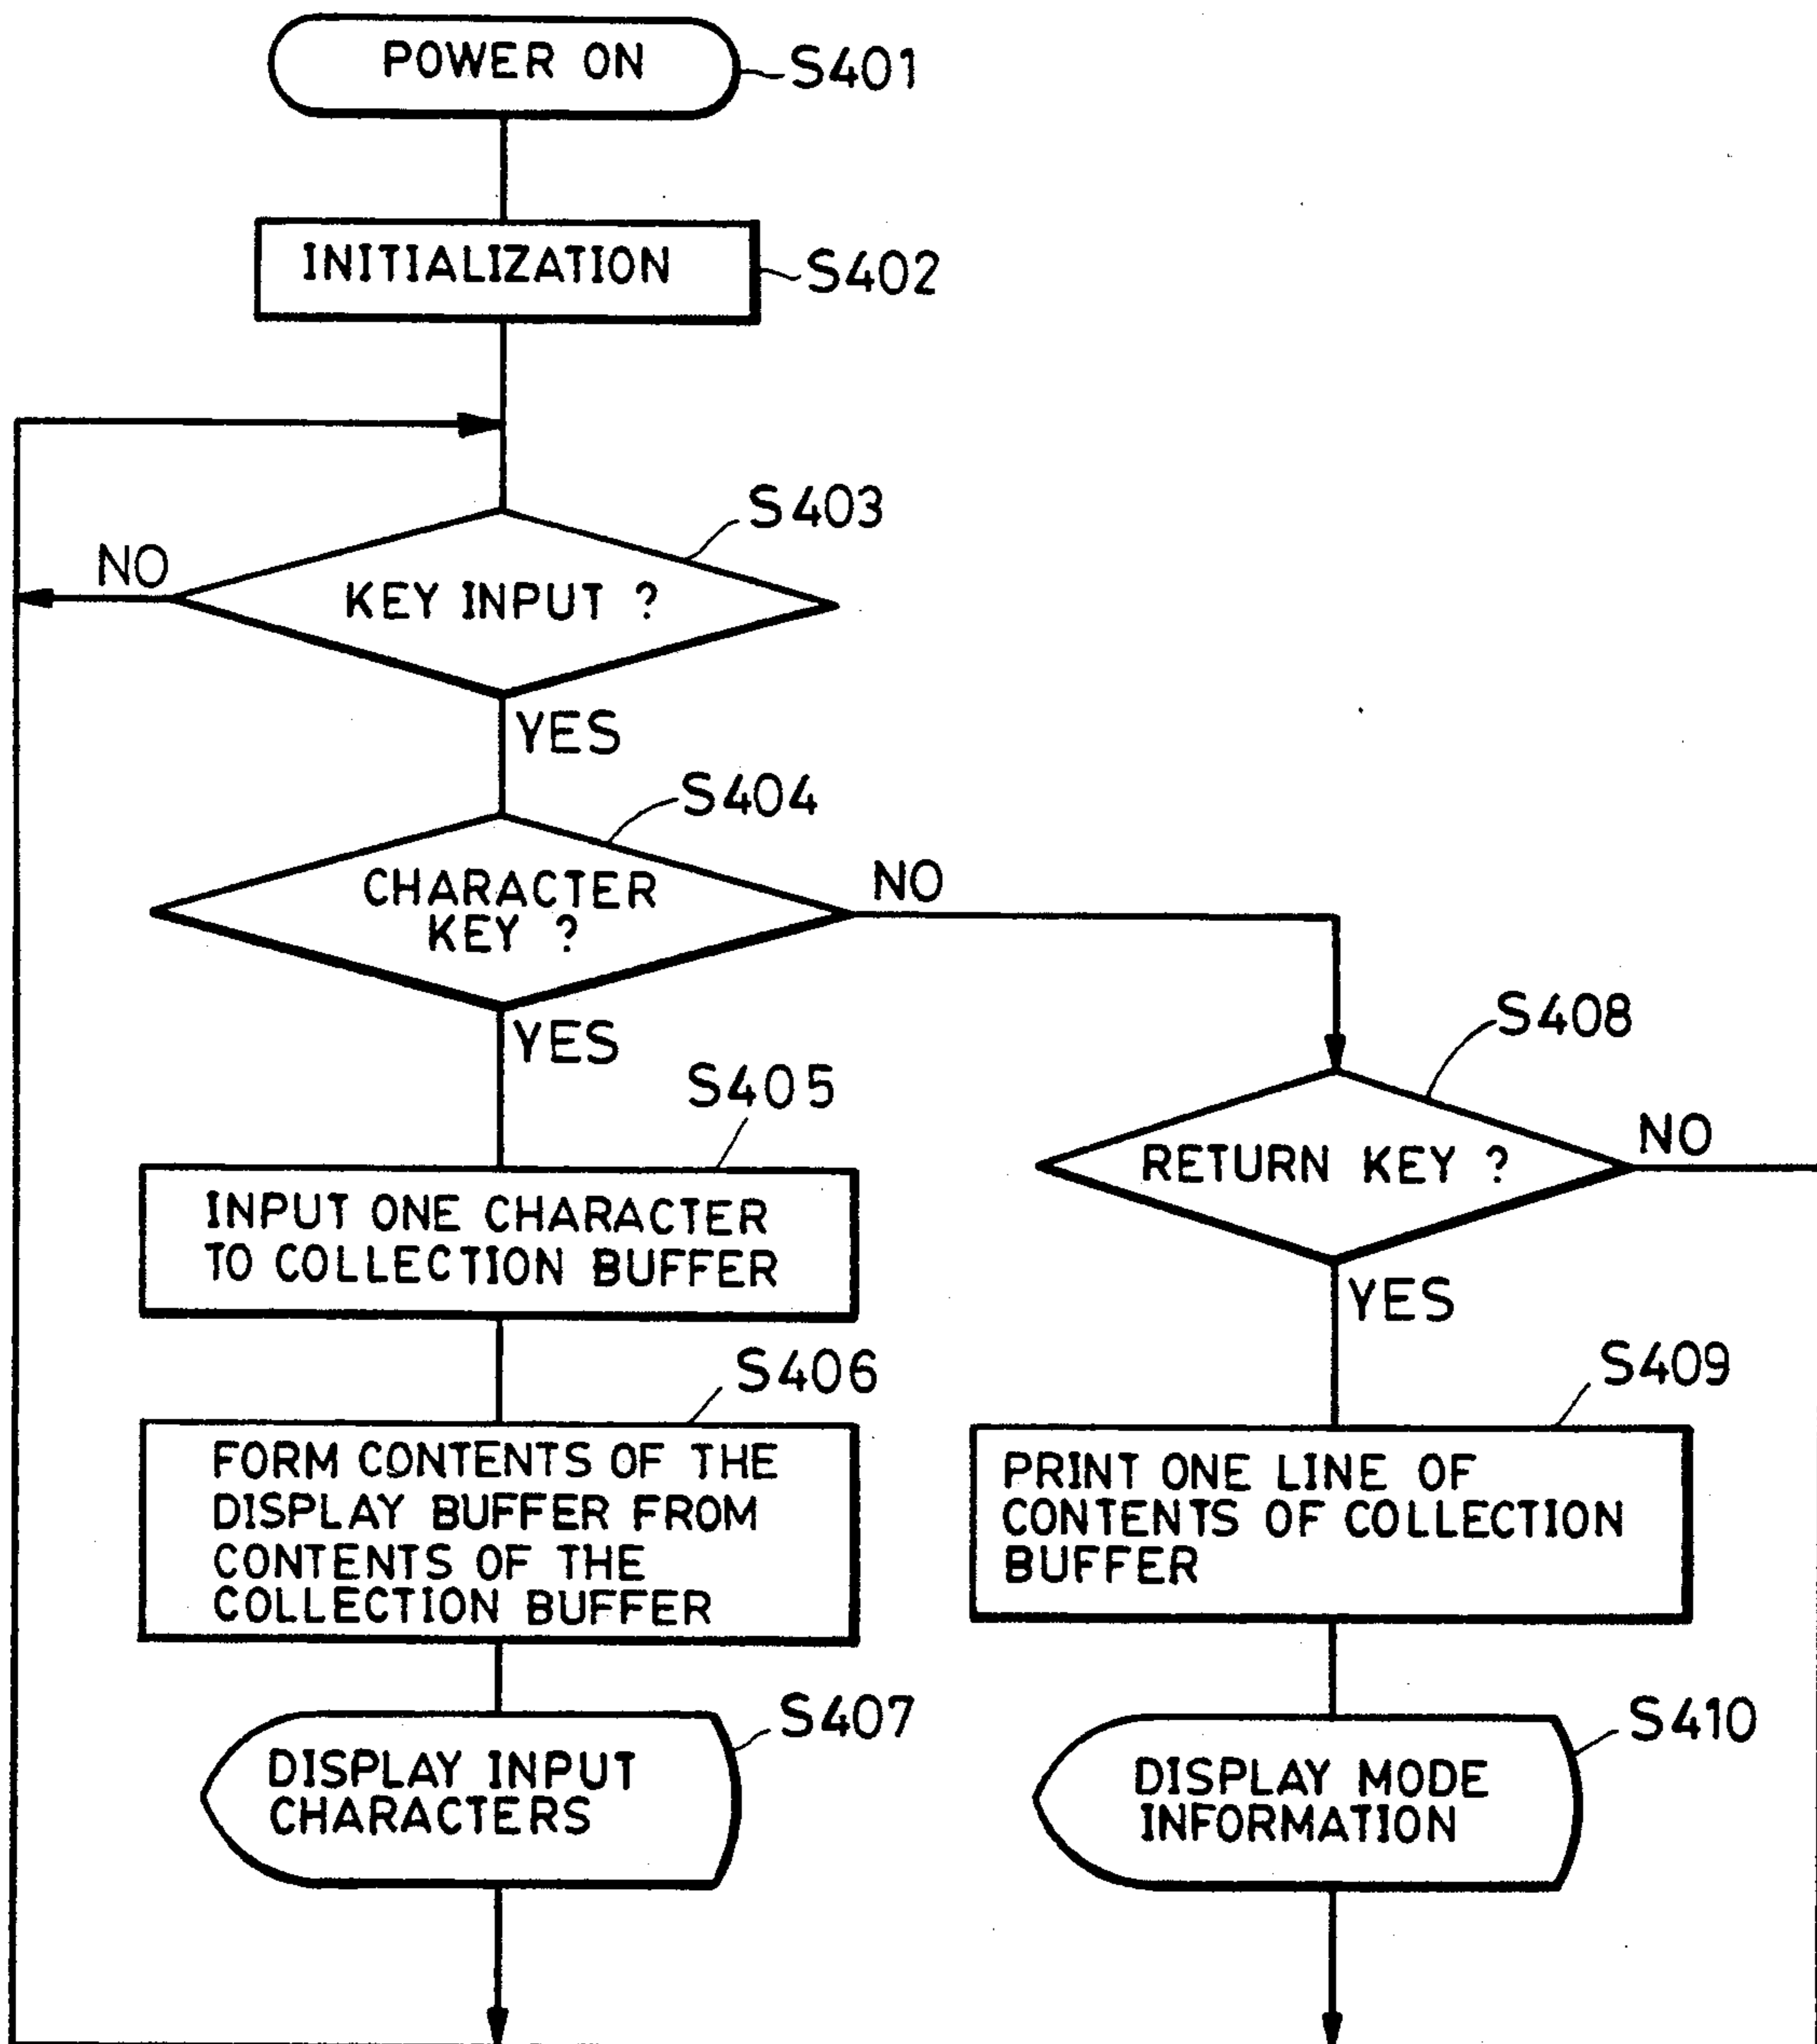 POWER ON
S401
INITIALIZATION
S402
S403
NO
KEY INPUT ?
YES
S404
CHARACTER
KEY ?
NO
YES
S408
RETURN KEY ?
NO
YES
S405
INPUT ONE CHARACTER
TO COLLECTION BUFFER
S406
FORM CONTENTS OF THE
DISPLAY BUFFER FROM
CONTENTS OF THE
COLLECTION BUFFER
S409
PRINT ONE LINE OF
CONTENTS OF COLLECTION
BUFFER
S407
DISPLAY INPUT
CHARACTERS
S410
DISPLAY MODE
INFORMATION